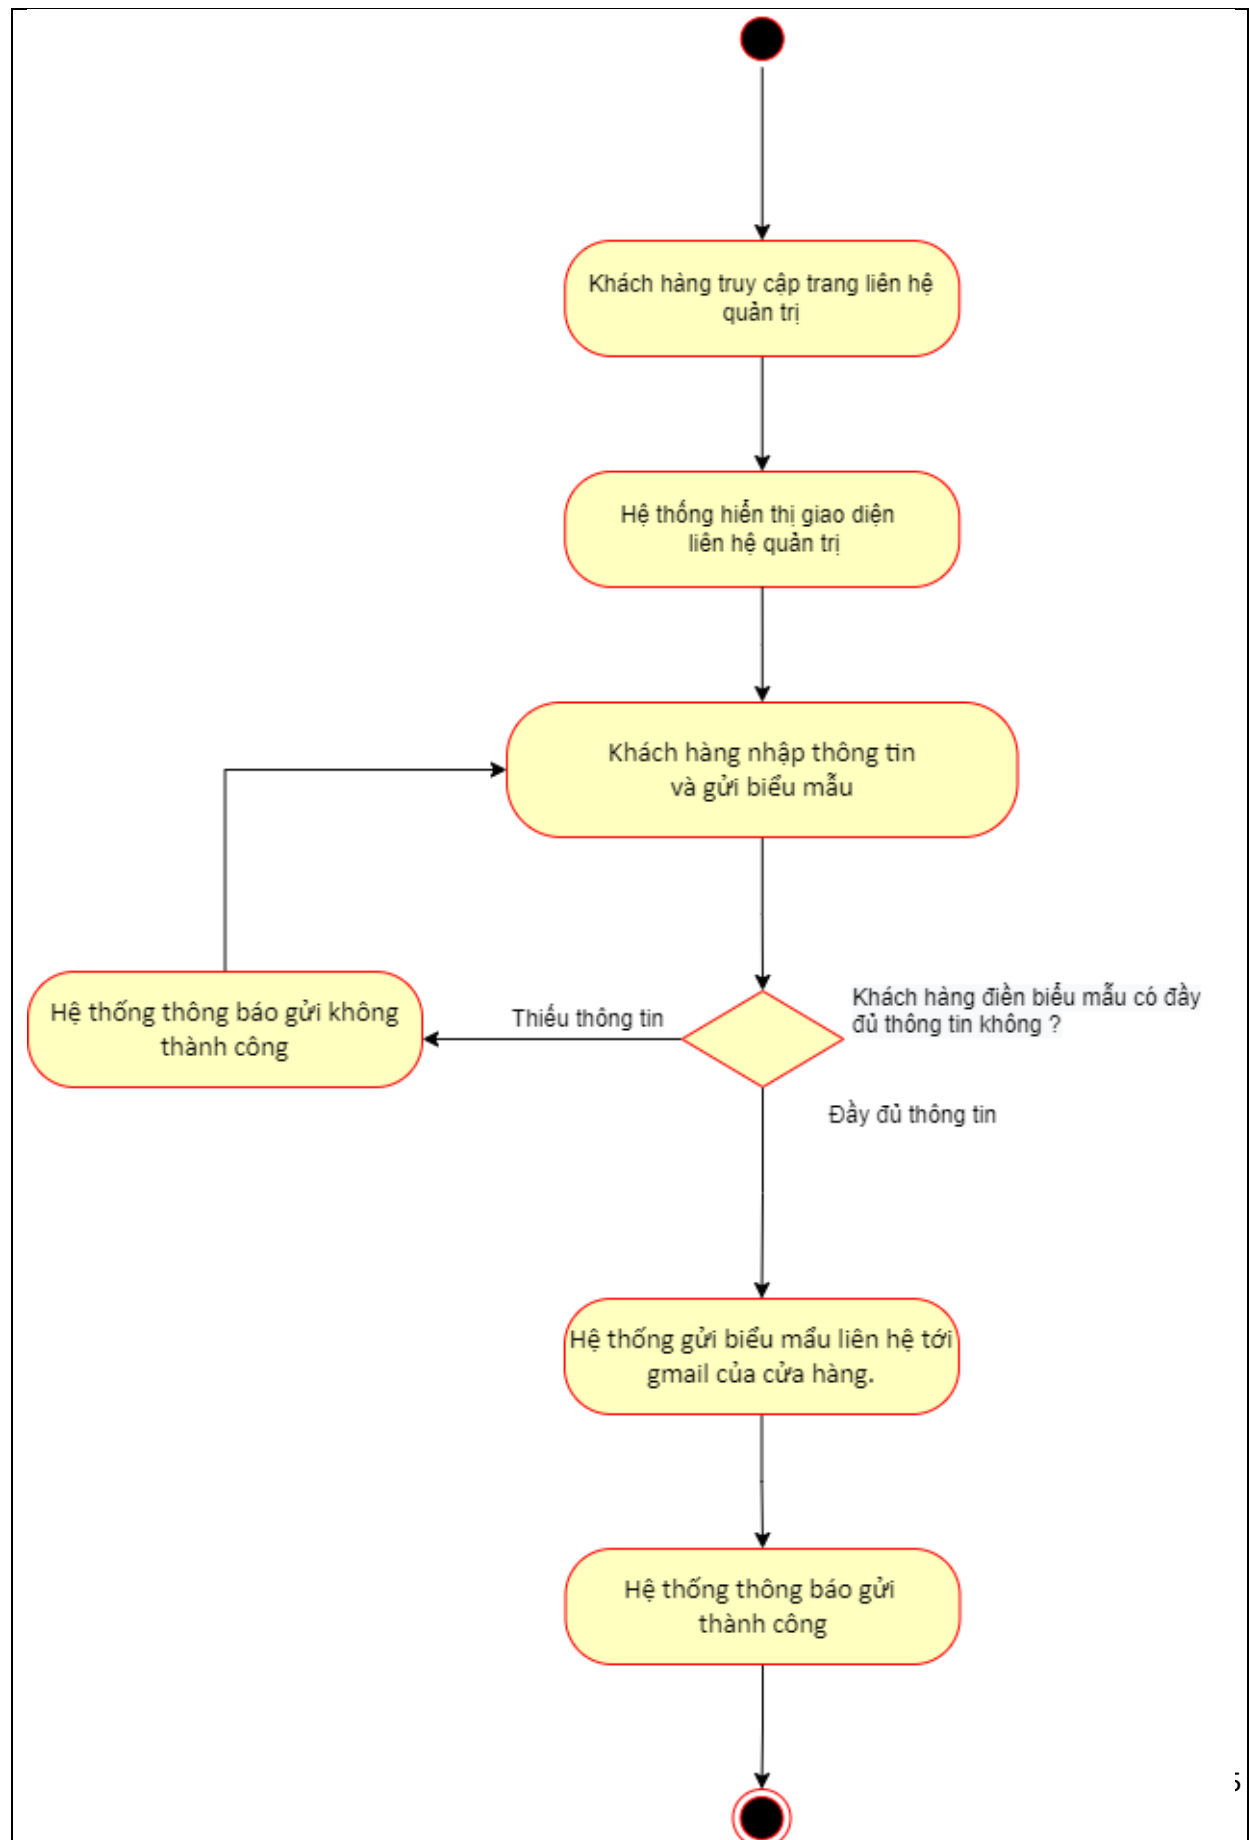 Khách hàng truy cập trang liên hệ
quản trị
Hệ thống hiển thị giao diện
liên hệ quản trị
Khách hàng nhập thông tin
và gửi biểu mẫu
Hệ thống thông báo gửi không
thành công
Thiếu thông tin
Khách hàng điền biểu mẫu có đầy
đủ thông tin không ?
Đầy đủ thông tin
Hệ thống gửi biểu mẩu liên hệ tới
gmail của cửa hàng.
Hệ thống thông báo gửi
thành công